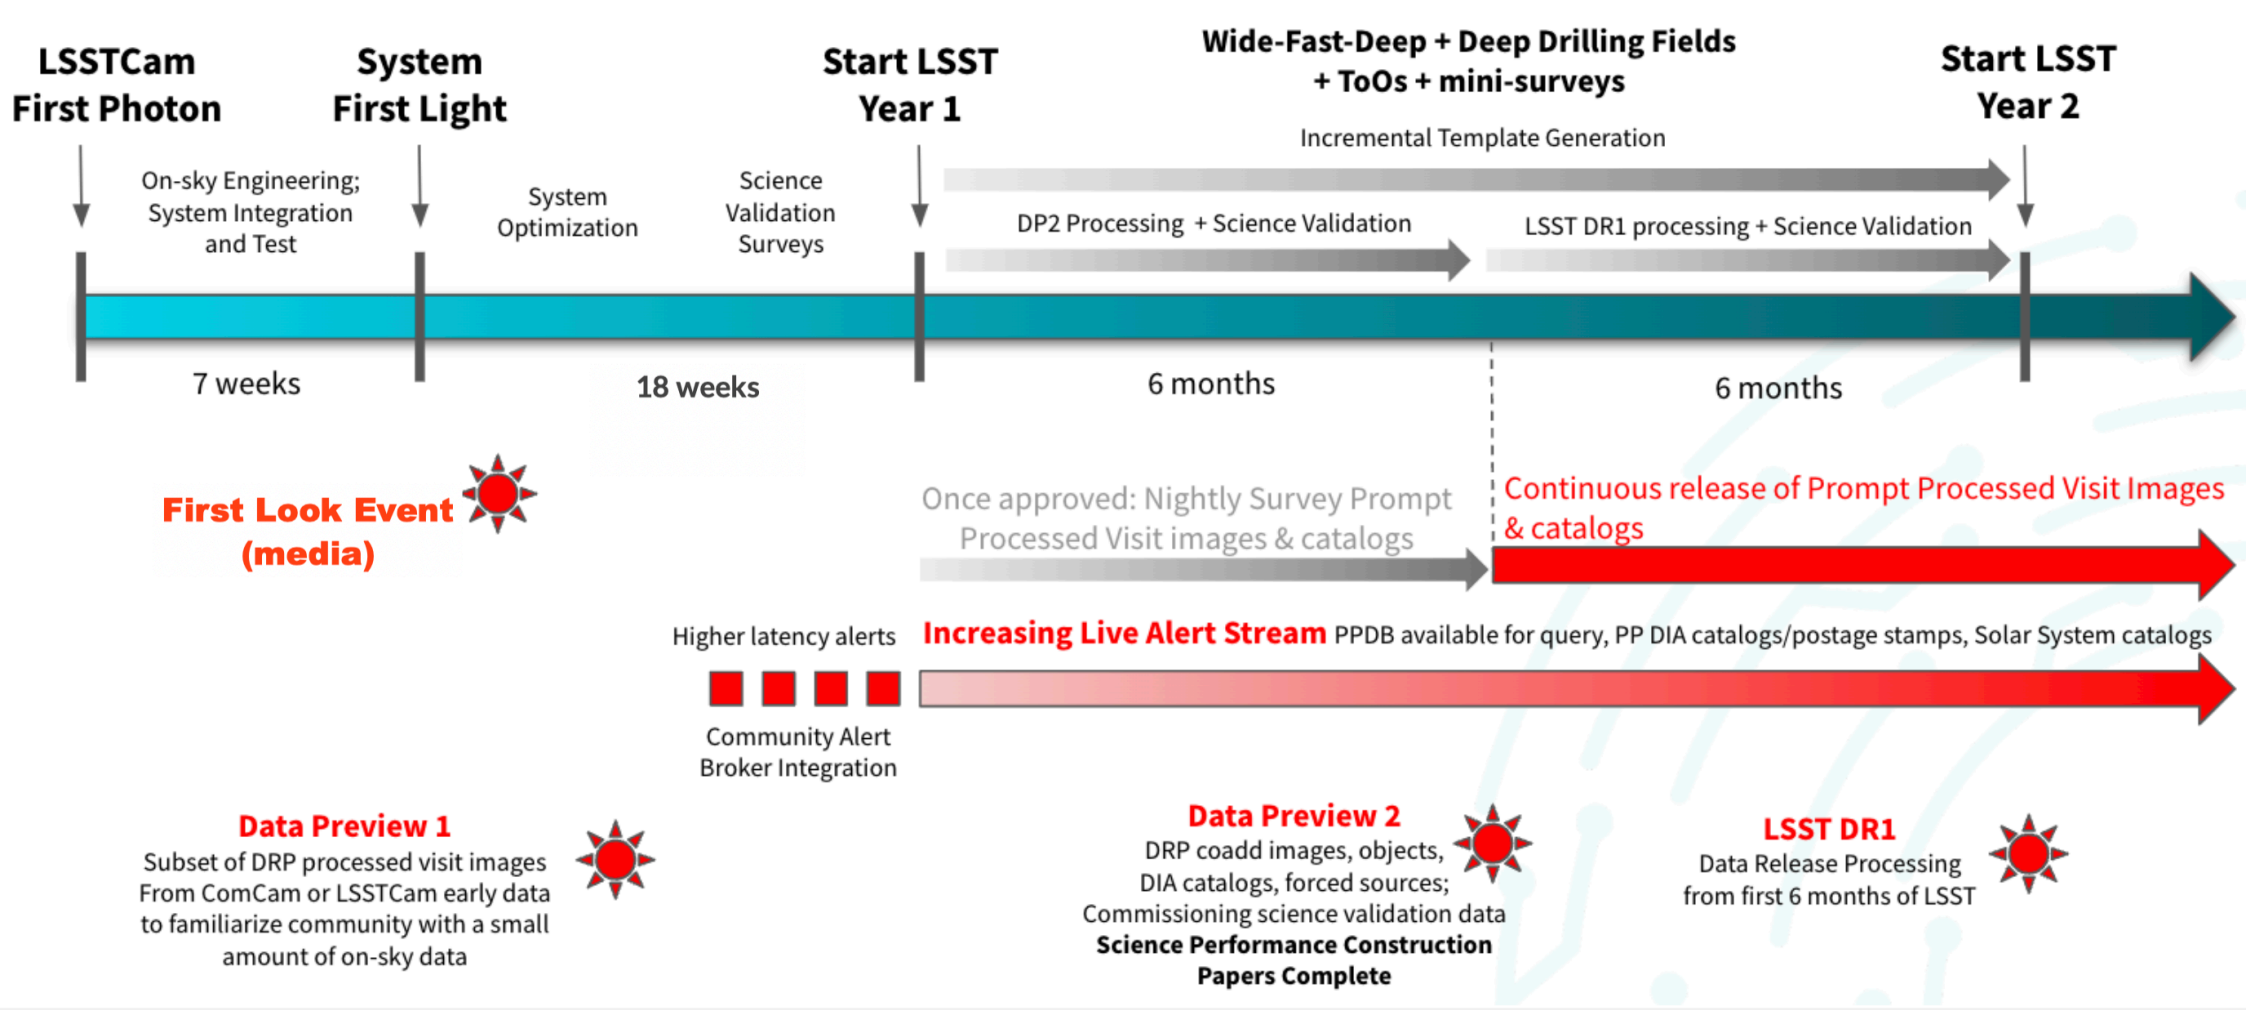 LSSTCam
First Photon
System
First Light
Start LSST
Year 1
Wide-Fast-Deep + Deep Drilling Fields
+ ToOs + mini-surveys
Start LSST
Year 2
Incremental Template Generation
On-sky Engineering;
System Integration
and Test
System
Optimization
Science
Validation
Surveys
DP2 Processing + Science Validation
LSST DR1 processing + Science Validation
7 weeks
18 weeks
6 months
6 months
First Look Event
(media)
Once approved: Nightly Survey Prompt
Processed Visit images & catalogs
Continuous release of Prompt Processed Visit Images
& catalogs
Higher latency alerts
Increasing Live Alert Stream PPDB available for query, PP DIA catalogs/postage stamps, Solar System catalogs
Community Alert
Broker Integration
Data Preview 1
Subset of DRP processed visit images
From ComCam or LSSTCam early data
to familiarize community with a small
amount of on-sky data
Data Preview 2
DRP coadd images, objects,
DIA catalogs, forced sources;
Commissioning science validation data
Science Performance Construction
Papers Complete
LSST DR1
Data Release Processing
from first 6 months of LSST